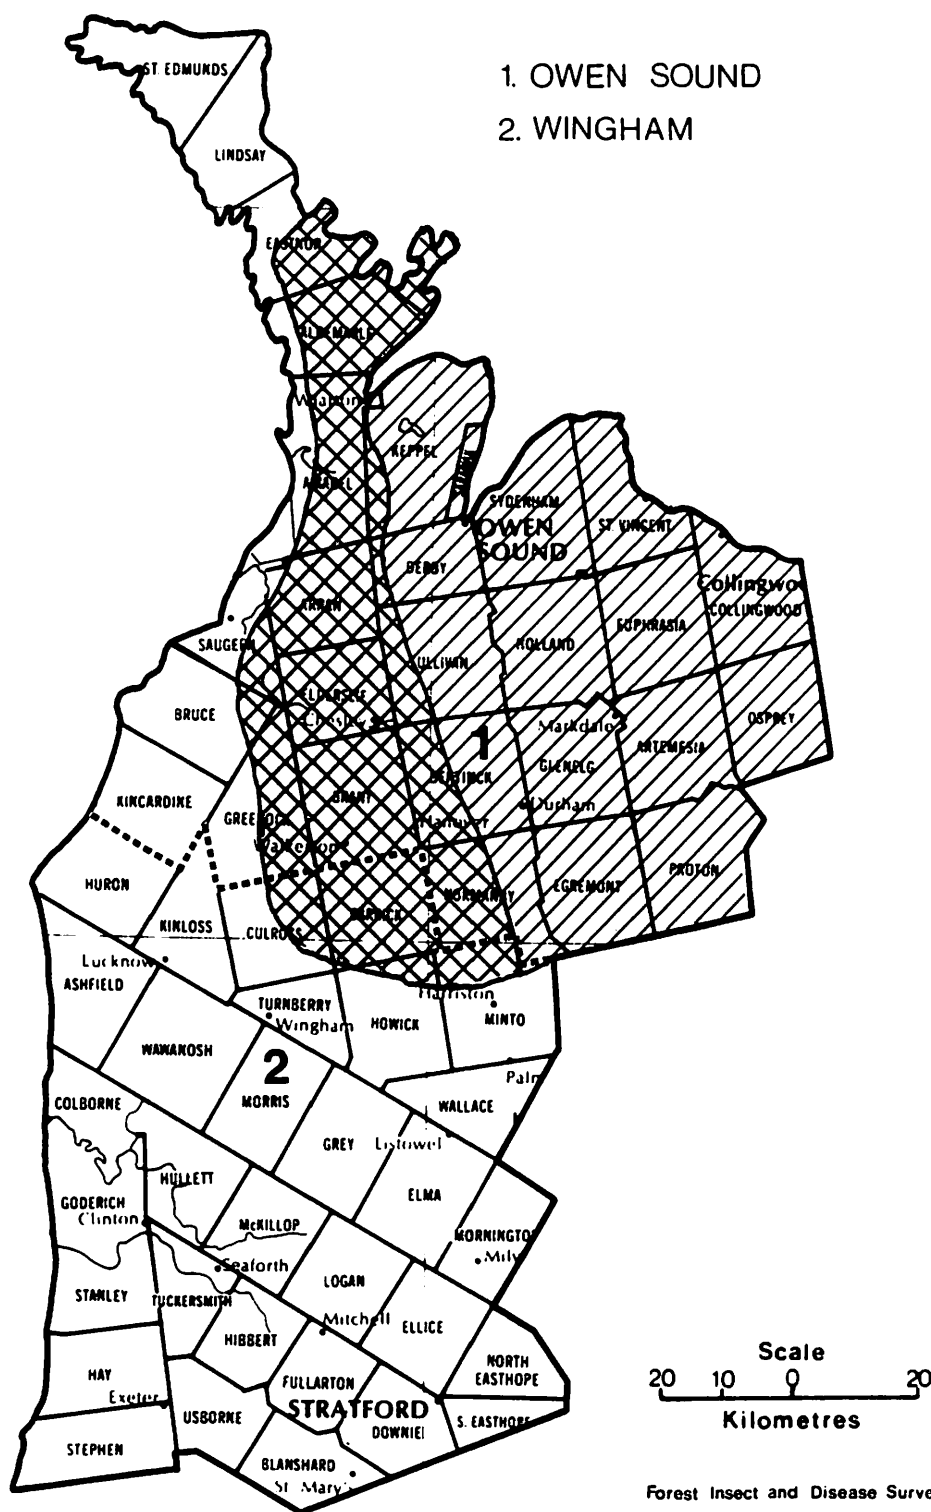 1. OWEN SOUND
2. WINGHAM
ST. EDMUNDS
LINDSAY
EASTNOR
ALBEMARLE
Wiarton
KEPPEL
AMABEL
SARAWAK
SYDENHAM
OWEN
SOUND
ST. VINCENT
DERBY
Collingwo
COLLINGWOOD
ARRAN
EUPHRASIA
HOLLAND
SAUGEEN
SULLIVAN
ELDERSLIE
BRUCE
Chesley
OSPREY
Markdale
ARTEMESIA
1
BENTINCK
GLENELG
BRANT
KINCARDINE
Durham
GREENOCK
Hanover
Walkerton
PROTON
HURON
EGREMONT
NORMANBY
CARRICK
KINLOSS
CULROSS
Lucknow
ASHFIELD
Harriston
TURNBERRY
Wingham
HOWICK
MINTO
WAWANOSH
2
MORRIS
Palm
COLBORNE
WALLACE
GREY
Listowel
HULLETT
ELMA
GODERICH
Clinton
McKILLOP
MORNINGTO
Milv
Seaforth
LOGAN
STANLEY
TUCKERSMITH
Mitchell
ELLICE
HIBBERT
NORTH
EASTHOPE
HAY
Exeter
FULLARTON
STRATFORD
USBORNE
DOWNIE
S. EASTHOPE
STEPHEN
BLANSHARD
St. Mary's
Scale
20 10 0 20
Kilometres
Forest Insect and Disease Surve